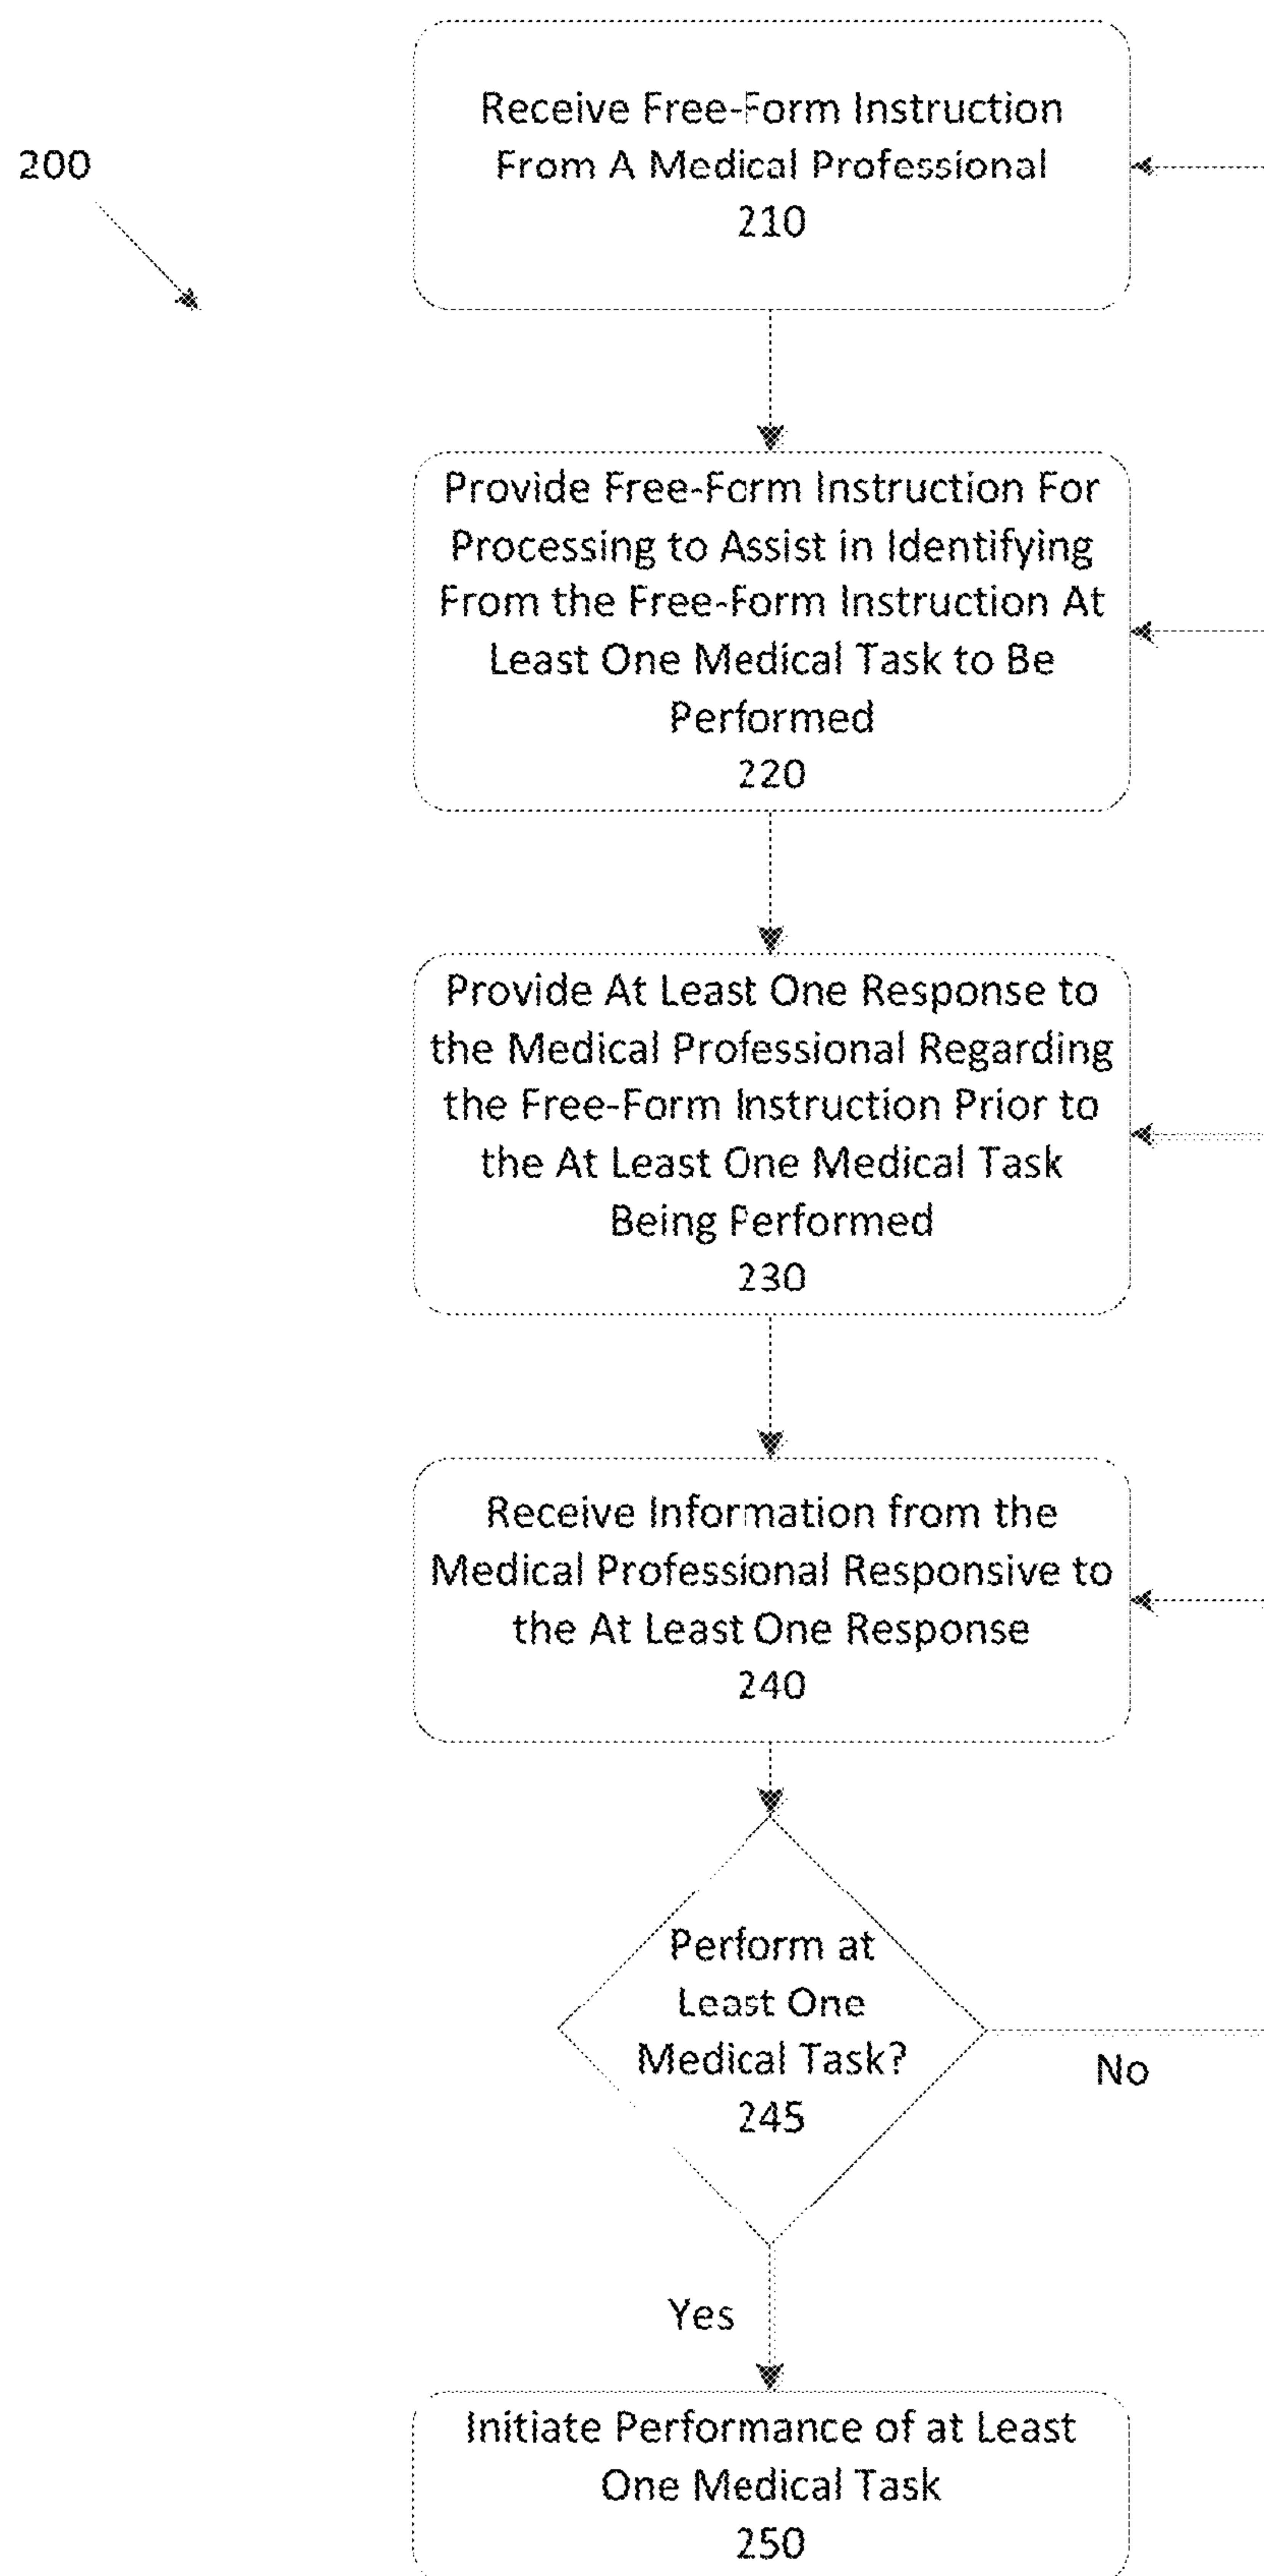 200
Receive Free-Form Instruction
From A Medical Professional
210
Provide Free-Form Instruction For
Processing to Assist in Identifying
From the Free-Form Instruction At
Least One Medical Task to Be
Performed
220
Provide At Least One Response to
the Medical Professional Regarding
the Free-Form Instruction Prior to
the At Least One Medical Task
Being Performed
230
Receive Information from the
Medical Professional Responsive to
the At Least One Response
240
Perform at
Least One
Medical Task?
245
No
Yes
Initiate Performance of at Least
One Medical Task
250